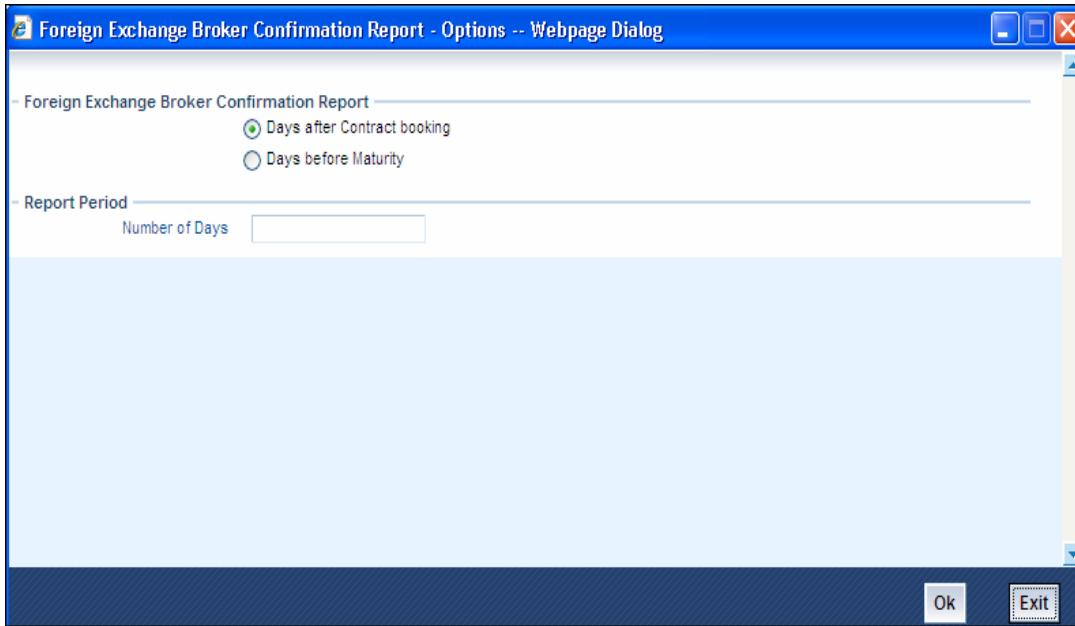 Foreign Exchange Broker Confirmation Report - Options -- Webpage Dialog
Foreign Exchange Broker Confirmation Report
Days after Contract booking
Days before Maturity
Report Period
Number of Days
Ok
Exit